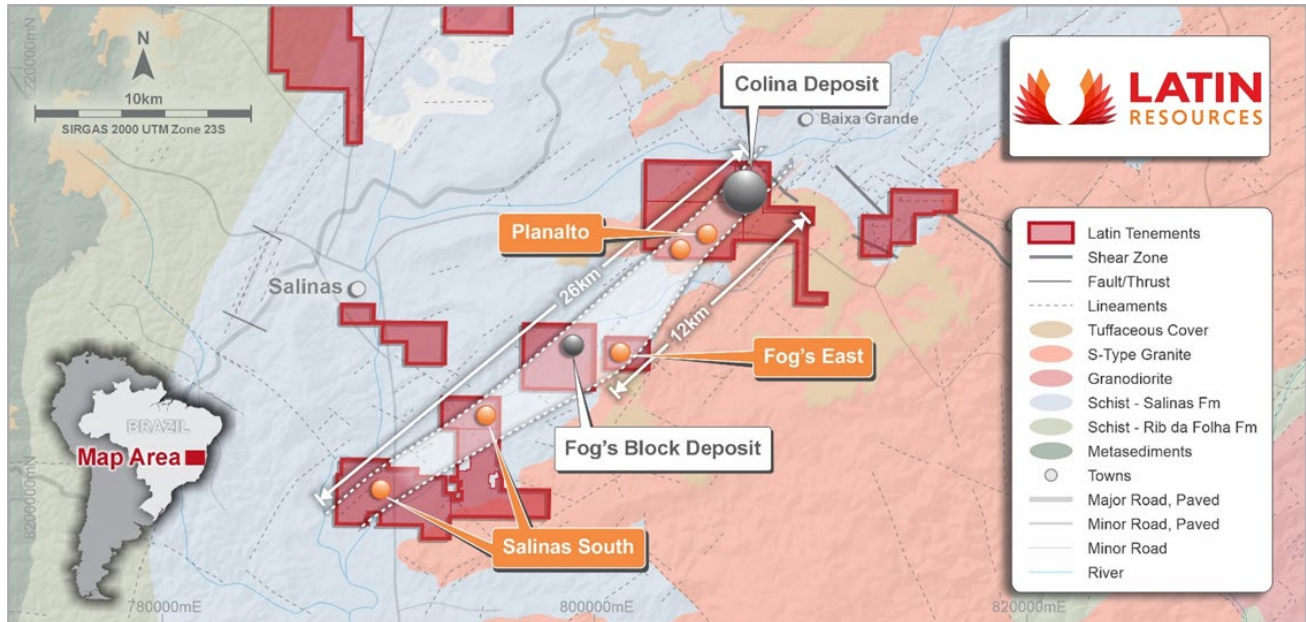 N
10km
SIRGAS 2000 UTM Zone 23S
8220000mN
8200000mN
780000mE
800000mE
820000mE
Colina Deposit
Baixa Grande
Planalto
Salinas
26km
12km
Fog's East
Fog's Block Deposit
Salinas South
BRAZIL
Map Area
LATIN
RESOURCES
Latin Tenements
Shear Zone
Fault/Thrust
Lineaments
Tuffaceous Cover
S-Type Granite
Granodiorite
Schist - Salinas Fm
Schist - Rib da Folha Fm
Metasediments
Towns
Major Road, Paved
Minor Road, Paved
Minor Road
River